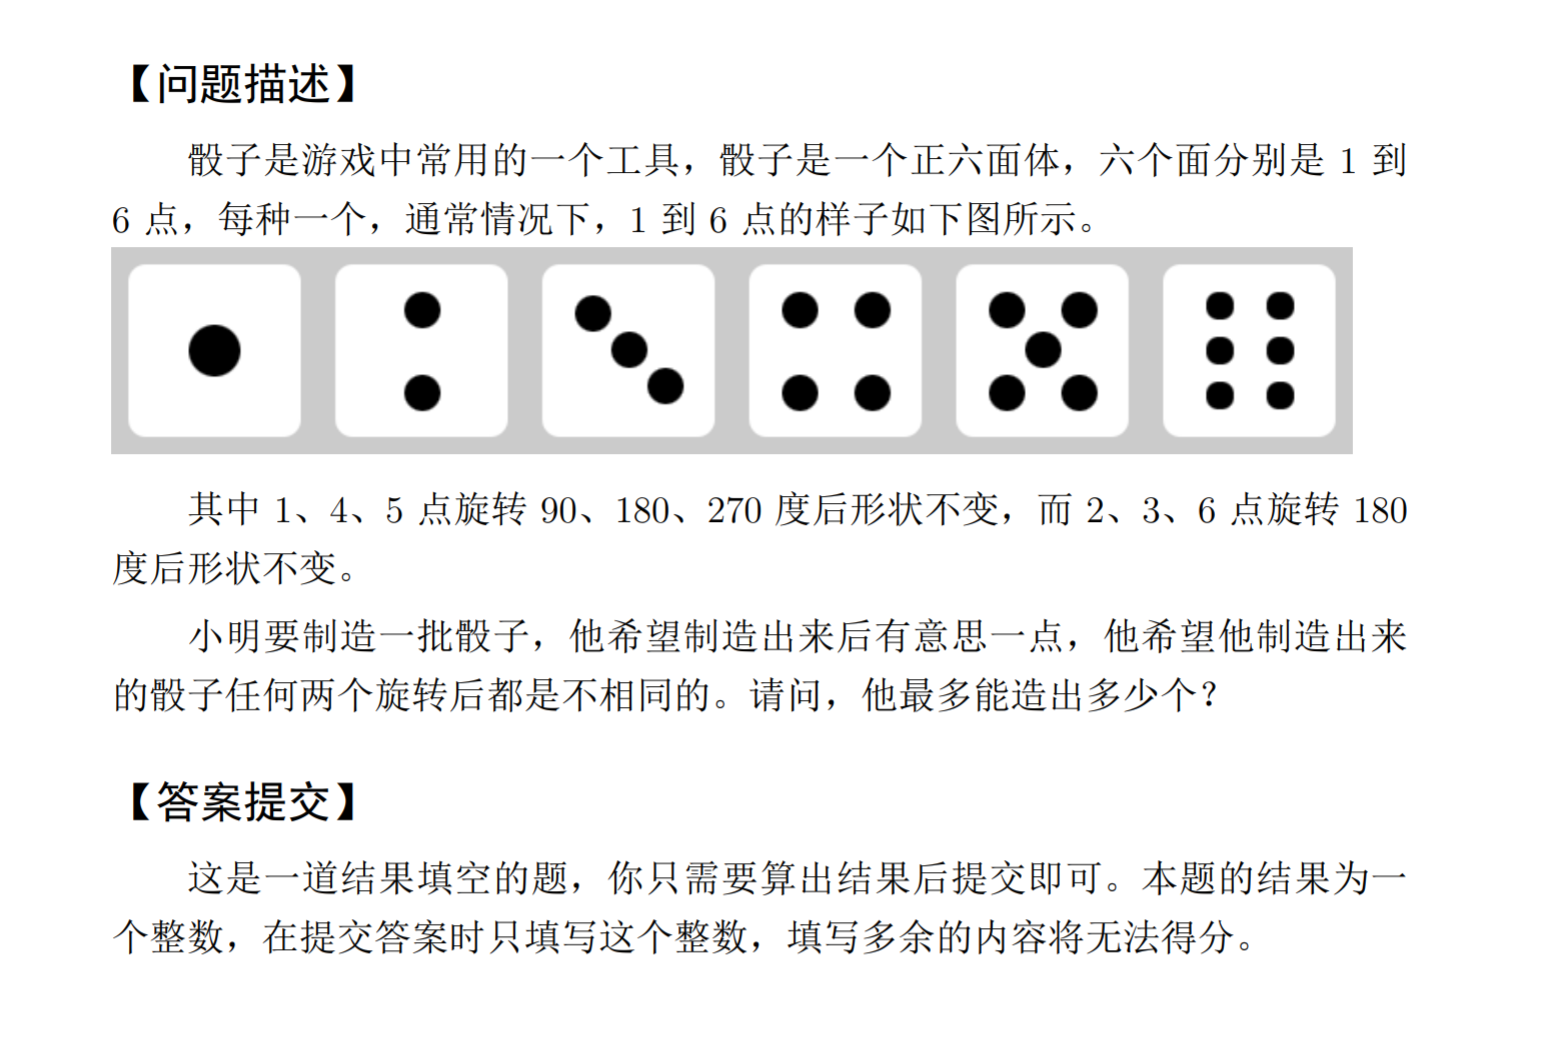 【问题描述】
骰子是游戏中常用的一个工具，骰子是一个正六面体，六个面分别是 1 到
6 点，每种一个，通常情况下，1 到 6 点的样子如下图所示。
其中 1、4、5 点旋转 90、180、270 度后形状不变，而 2、3、6 点旋转 180
度后形状不变。
小明要制造一批骰子，他希望制造出来后有意思一点，他希望他制造出来
的骰子任何两个旋转后都是不相同的。请问，他最多能造出多少个？
【答案提交】
这是一道结果填空的题，你只需要算出结果后提交即可。本题的结果为一
个整数，在提交答案时只填写这个整数，填写多余的内容将无法得分。